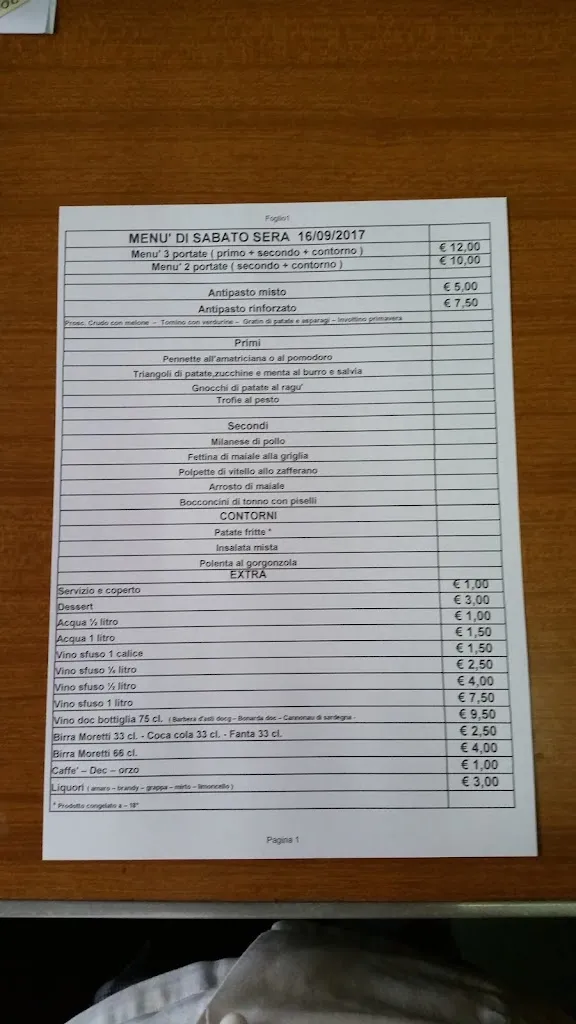 Foglio1
MENU' DI SABATO SERA 16/09/2017
Menu' 3 portate ( primo + secondo + contorno ) € 12,00
Menu' 2 portate ( secondo + contorno ) € 10,00
Antipasto misto € 5,00
Antipasto rinforzato € 7,50
Prosc. Crudo con melone – Tomino con verdurine – Gratin di patate e asparagi – Involtino primavera
Primi
Pennette all'amatriciana o al pomodoro
Triangoli di patate,zucchine e menta al burro e salvia
Gnocchi di patate al ragu'
Trofie al pesto
Secondi
Milanese di pollo
Fettina di maiale alla griglia
Polpette di vitello allo zafferano
Arrosto di maiale
Bocconcini di tonno con piselli
CONTORNI
Patate fritte *
Insalata mista
Polenta al gorgonzola
EXTRA
Servizio e coperto € 1,00
Dessert € 3,00
Acqua ½ litro € 1,00
Acqua 1 litro € 1,50
Vino sfuso 1 calice € 1,50
Vino sfuso ¼ litro € 2,50
Vino sfuso ½ litro € 4,00
Vino sfuso 1 litro € 7,50
Vino doc bottiglia 75 cl. ( Barbera d'asti docg – Bonarda doc – Cannonau di sardegna - € 9,50
Birra Moretti 33 cl. - Coca cola 33 cl. - Fanta 33 cl. € 2,50
Birra Moretti 66 cl. € 4,00
Caffe' – Dec – orzo € 1,00
Liquori ( amaro – brandy – grappa – mirto – limoncello ) € 3,00
* Prodotto congelato a – 18°
Pagina 1